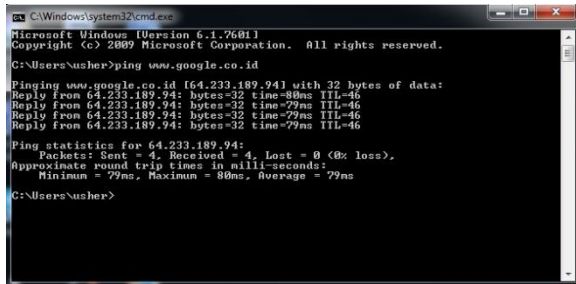 C:\Windows\system32\cmd.exe
Microsoft Windows [Version 6.1.7601]
Copyright (c) 2009 Microsoft Corporation.  All rights reserved.
C:\Users\usher>ping www.google.co.id
Pinging www.google.co.id [64.233.189.94] with 32 bytes of data:
Reply from 64.233.189.94: bytes=32 time=80ms TTL=46
Reply from 64.233.189.94: bytes=32 time=79ms TTL=46
Reply from 64.233.189.94: bytes=32 time=79ms TTL=46
Reply from 64.233.189.94: bytes=32 time=79ms TTL=46
Ping statistics for 64.233.189.94:
    Packets: Sent = 4, Received = 4, Lost = 0 (0% loss),
Approximate round trip times in milli-seconds:
    Minimum = 79ms, Maximum = 80ms, Average = 79ms
C:\Users\usher>